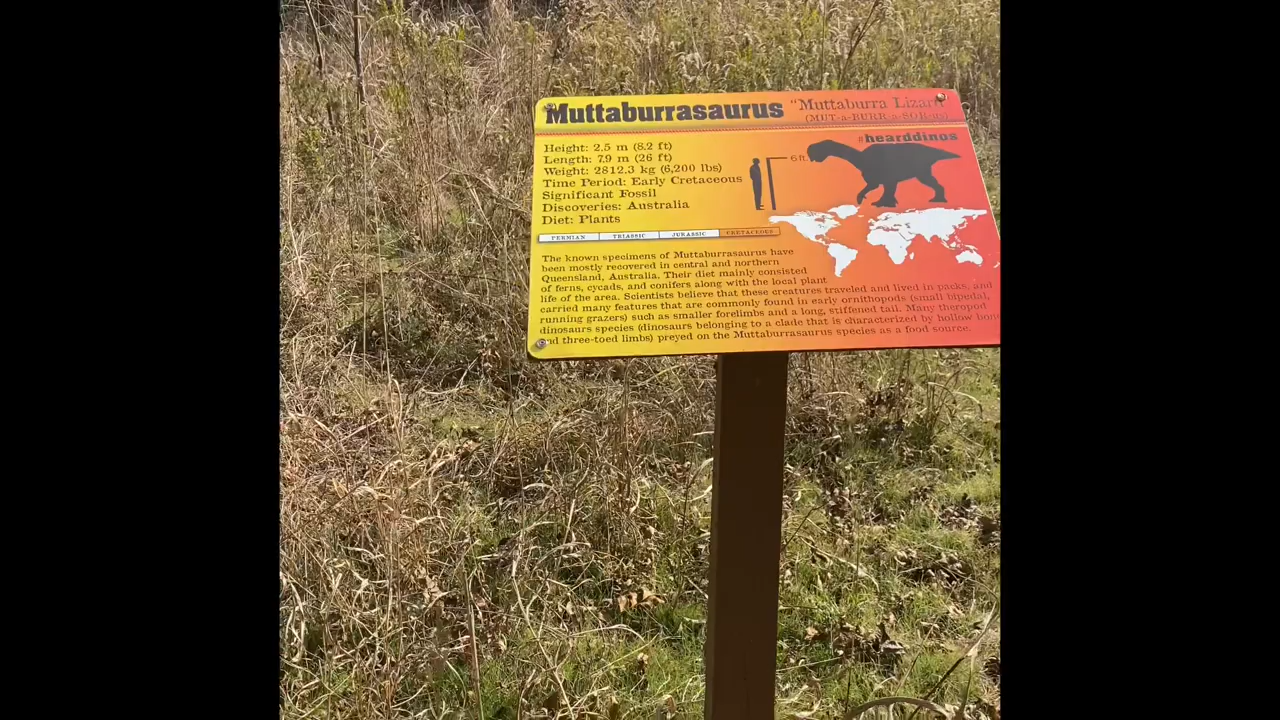 Muttaburrasaurus "Muttaburra Lizard"
(MUT-a-BURR-a-SOR-us)
#hearddinos
Height: 2.5 m (8.2 ft)
Length: 7.9 m (26 ft)
Weight: 2812.3 kg (6,200 lbs)
Time Period: Early Cretaceous
Significant Fossil
Discoveries: Australia
Diet: Plants
6 ft.
PERMIAN TRIASSIC JURASSIC CRETACEOUS
The known specimens of Muttaburrasaurus have
been mostly recovered in central and northern
Queensland, Australia. Their diet mainly consisted
of ferns, cycads, and conifers along with the local plant
life of the area. Scientists believe that these creatures traveled and lived in packs, and
carried many features that are commonly found in early ornithopods (small bipedal,
running grazers) such as smaller forelimbs and a long, stiffened tail. Many theropod
dinosaurs species (dinosaurs belonging to a clade that is characterized by hollow bone
and three-toed limbs) preyed on the Muttaburrasaurus species as a food source.